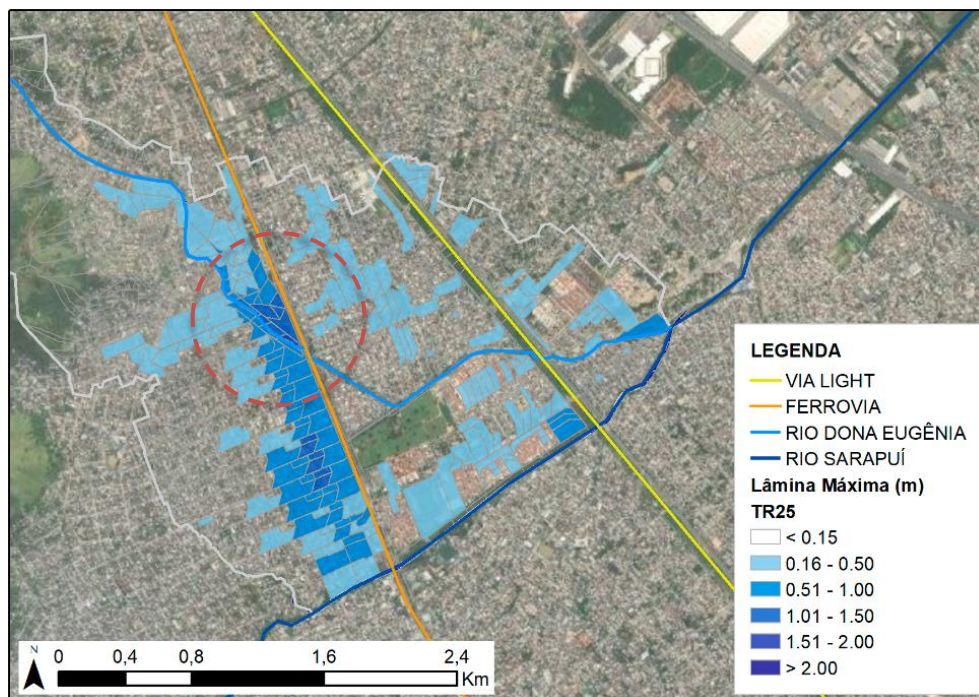 LEGENDA
VIA LIGHT
FERROVIA
RIO DONA EUGÊNIA
RIO SARAPUÍ
Lâmina Máxima (m)
TR25
< 0.15
0.16 - 0.50
0.51 - 1.00
1.01 - 1.50
1.51 - 2.00
> 2.00
N
0 0,4 0,8 1,6 2,4
Km